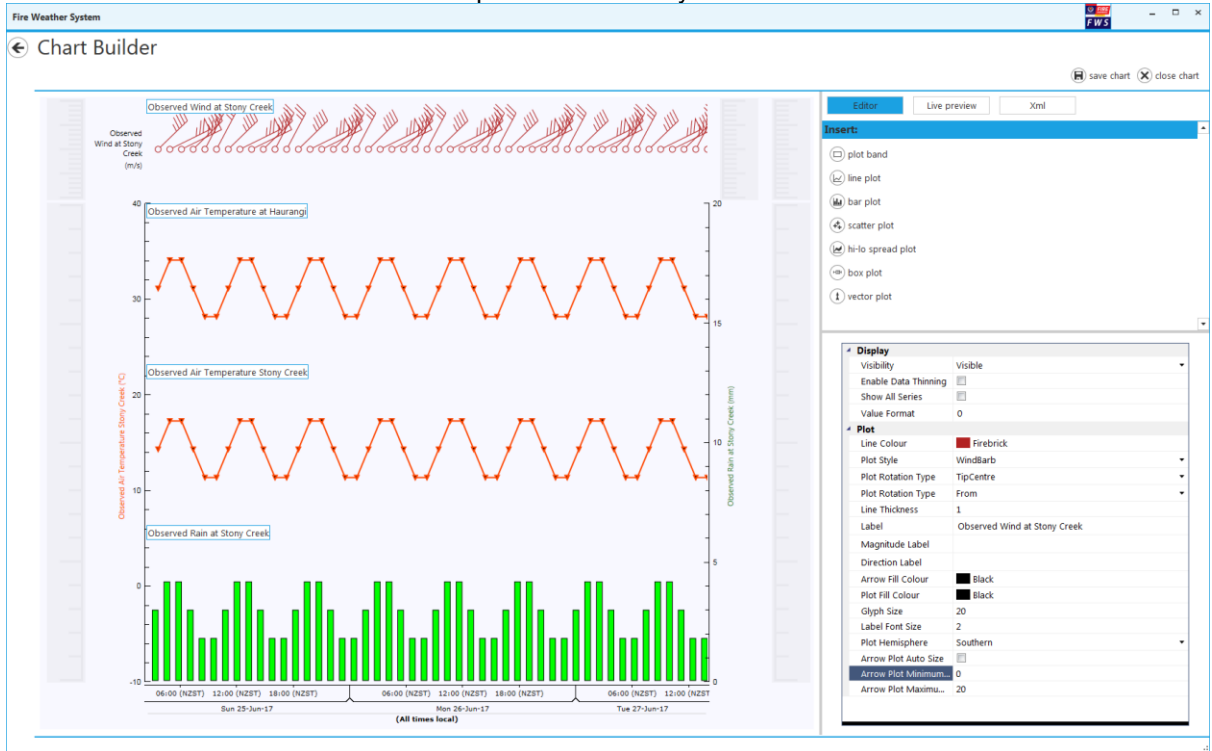 Fire Weather System
FWS
Chart Builder
save chart
close chart
Observed Wind at Stony Creek
Observed
Wind at Stony
Creek
(m/s)
40
20
Observed Air Temperature at Haurangi
30
15
Observed Air Temperature Stony Creek
20
Observed Air Temperature Stony Creek (°C)
Observed Rain at Stony Creek (mm)
10
10
Observed Rain at Stony Creek
5
0
-10
0
06:00 (NZST) 12:00 (NZST) 18:00 (NZST) 06:00 (NZST) 12:00 (NZST) 18:00 (NZST) 06:00 (NZST) 12:00 (NZST
Sun 25-Jun-17 Mon 26-Jun-17 Tue 27-Jun-17
(All times local)
Editor Live preview Xml
Insert:
plot band
line plot
bar plot
scatter plot
hi-lo spread plot
box plot
vector plot
Display
Visibility Visible
Enable Data Thinning
Show All Series
Value Format 0
Plot
Line Colour Firebrick
Plot Style WindBarb
Plot Rotation Type TipCentre
Plot Rotation Type From
Line Thickness 1
Label Observed Wind at Stony Creek
Magnitude Label
Direction Label
Arrow Fill Colour Black
Plot Fill Colour Black
Glyph Size 20
Label Font Size 2
Plot Hemisphere Southern
Arrow Plot Auto Size
Arrow Plot Minimum... 0
Arrow Plot Maximu... 20